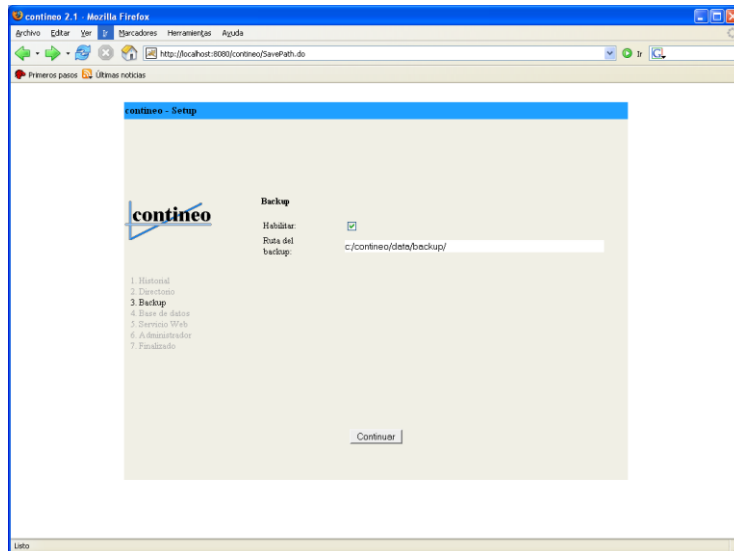 contineo 2.1 - Mozilla Firefox
Archivo Editar Ver Ir Marcadores Herramientas Ayuda
http://localhost:8080/contineo/SavePath.do
Ir
G
Primeros pasos Últimas noticias
contineo - Setup
contineo
Backup
Habilitar:
Ruta del
backup:
c:/contineo/data/backup/
1. Historial
2. Directorio
3. Backup
4. Base de datos
5. Servicio Web
6. Administrador
7. Finalizado
Continuar
Listo